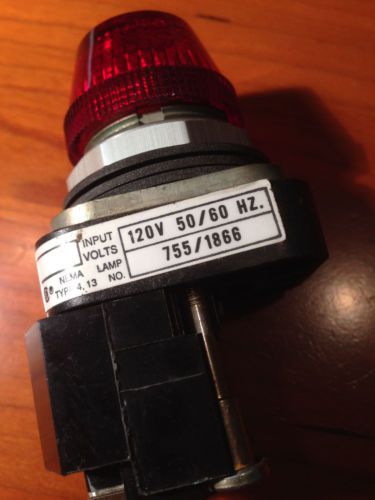 INPUT VOLTS 120V 50/60 HZ.
LAMP NO. 755/1866
NEMA
TYPE 4, 13